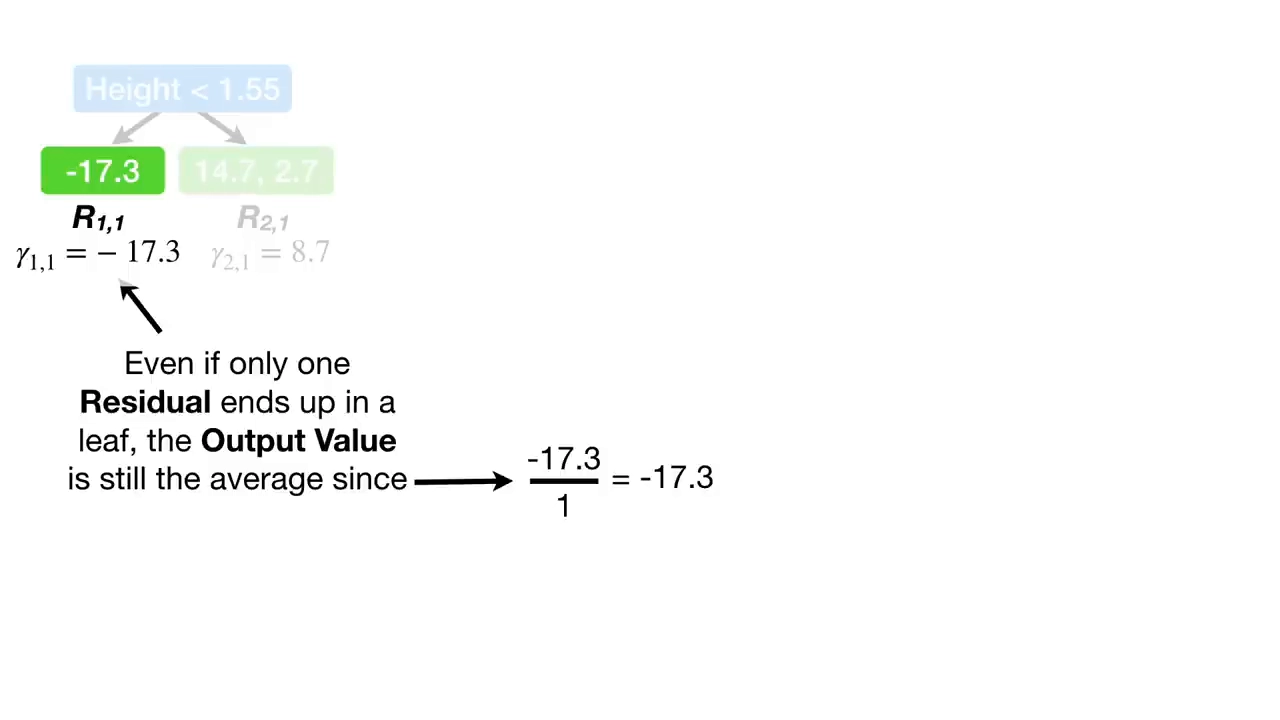 Height < 1.55
-17.3 14.7, 2.7
R1,1 R2,1
γ1,1 = − 17.3 γ2,1 = 8.7
Even if only one
Residual ends up in a
leaf, the Output Value
is still the average since
-17.3
1
= -17.3